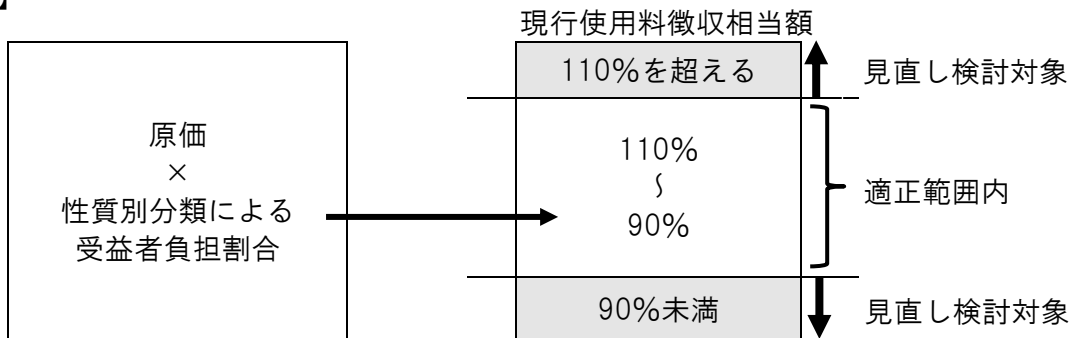 】
現行使用料徴収相当額
110%を超える
見直し検討対象
原価
×
性質別分類による
受益者負担割合
110%
∫
90%
適正範囲内
90%未満
見直し検討対象